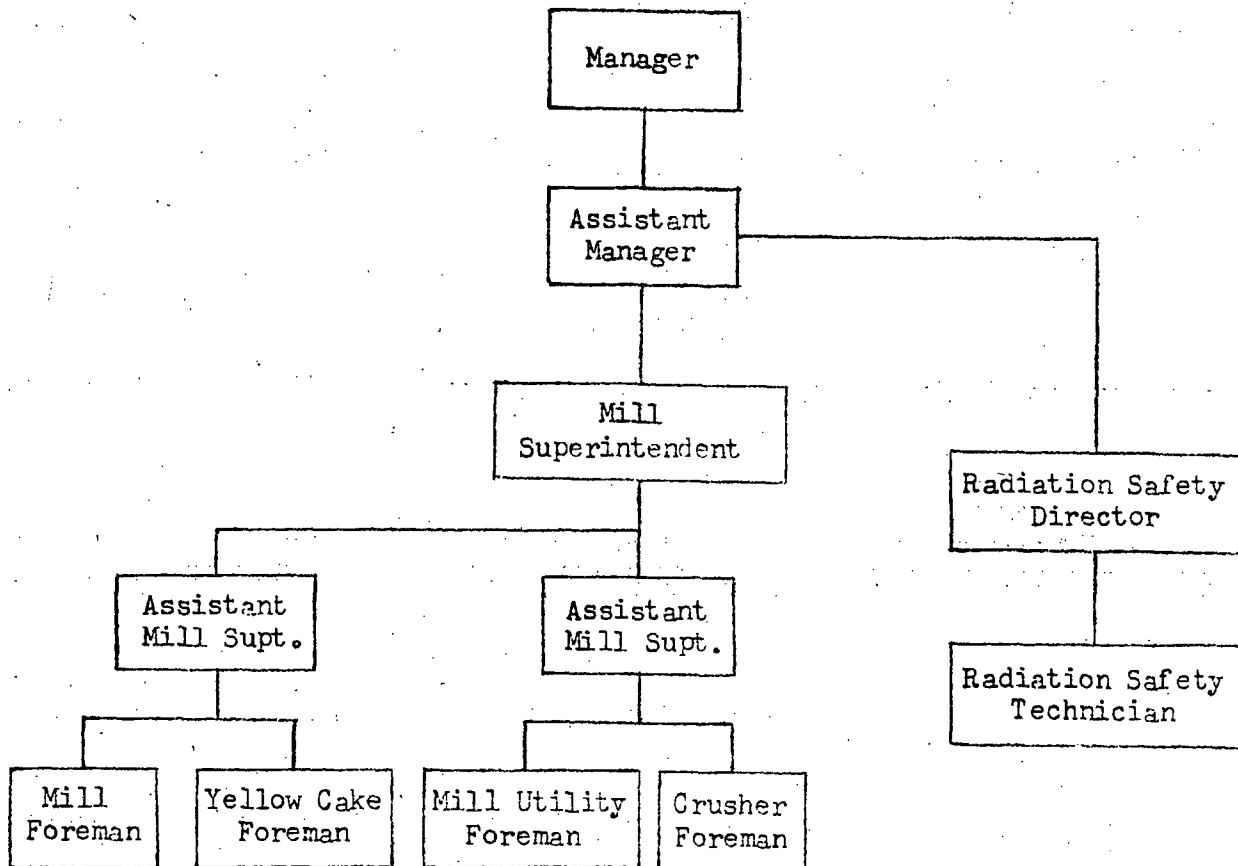 Manager
Assistant
Manager
Mill
Superintendent
Radiation Safety
Director
Assistant
Mill Supt.
Assistant
Mill Supt.
Radiation Safety
Technician
Mill
Foreman
Yellow Cake
Foreman
Mill Utility
Foreman
Crusher
Foreman